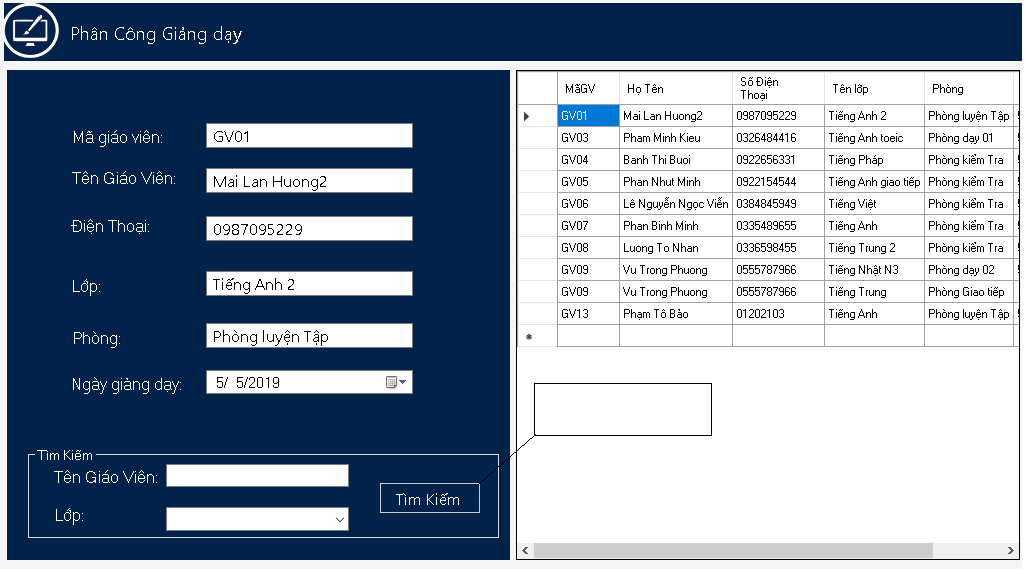 Phân Công Giảng dạy
Mã giáo viên: GV01
Tên Giáo Viên: Mai Lan Huong2
Điện Thoại: 0987095229
Lớp: Tiếng Anh 2
Phòng: Phòng luyện Tập
Ngày giảng dạy: 5/ 5/2019
Tìm Kiếm
Tên Giáo Viên:
Lớp:
Tìm Kiếm
MãGV Họ Tên Số Điện Thoại Tên lớp Phòng
GV01 Mai Lan Huong2 0987095229 Tiếng Anh 2 Phòng luyện Tập
GV03 Pham Minh Kieu 0326484416 Tiếng Anh toeic Phòng dạy 01
GV04 Banh Thi Buoi 0922656331 Tiếng Pháp Phòng kiểm Tra
GV05 Phan Nhut Minh 0922154544 Tiếng Anh giao tiếp Phòng kiểm Tra
GV06 Lê Nguyễn Ngọc Viễn 0384845949 Tiếng Việt Phòng kiểm Tra
GV07 Phan Binh Minh 0335489655 Tiếng Anh Phòng kiểm Tra
GV08 Luong To Nhan 0336598455 Tiếng Trung 2 Phòng kiểm Tra
GV09 Vu Trong Phuong 0555787966 Tiếng Nhật N3 Phòng dạy 02
GV09 Vu Trong Phuong 0555787966 Tiếng Trung Phòng Giao tiếp
GV13 Phạm Tô Bảo 01202103 Tiếng Anh Phòng luyện Tập